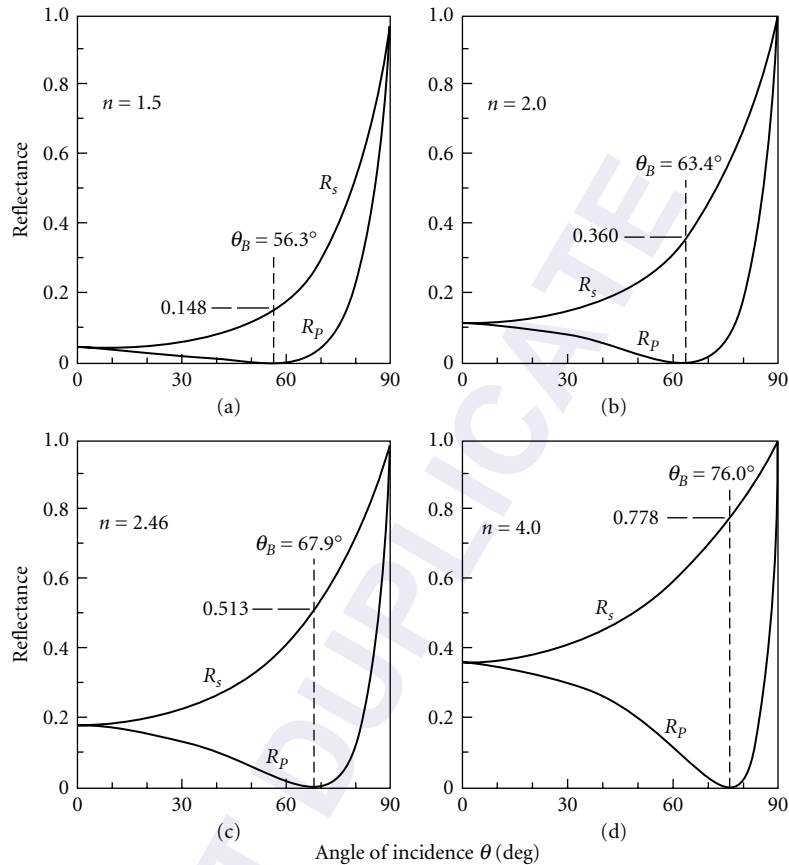 1.0
0.8
0.6
0.4
0.2
0
Reflectance
n = 1.5
R_s
θ_B = 56.3°
0.148
R_P
0 30 60 90
(a)
1.0
0.8
0.6
0.4
0.2
0
n = 2.0
θ_B = 63.4°
0.360
R_s
R_P
0 30 60 90
(b)
1.0
0.8
0.6
0.4
0.2
0
Reflectance
n = 2.46
θ_B = 67.9°
0.513
R_s
R_P
0 30 60 90
(c)
1.0
0.8
0.6
0.4
0.2
0
θ_B = 76.0°
0.778
n = 4.0
R_s
R_P
0 30 60 90
(d)
Angle of incidence θ (deg)
T DUPLICATE